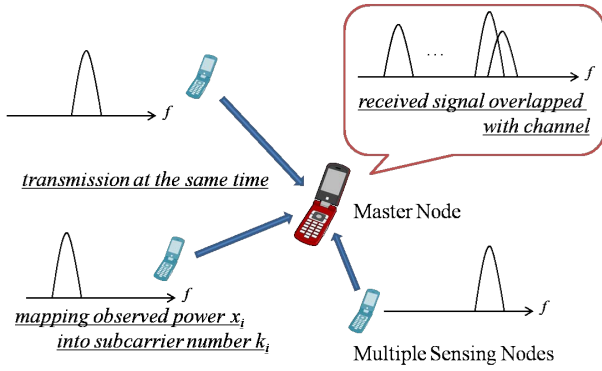 f
. . .
f
received signal overlapped
with channel
transmission at the same time
Master Node
f
f
mapping observed power xi
into subcarrier number ki
Multiple Sensing Nodes